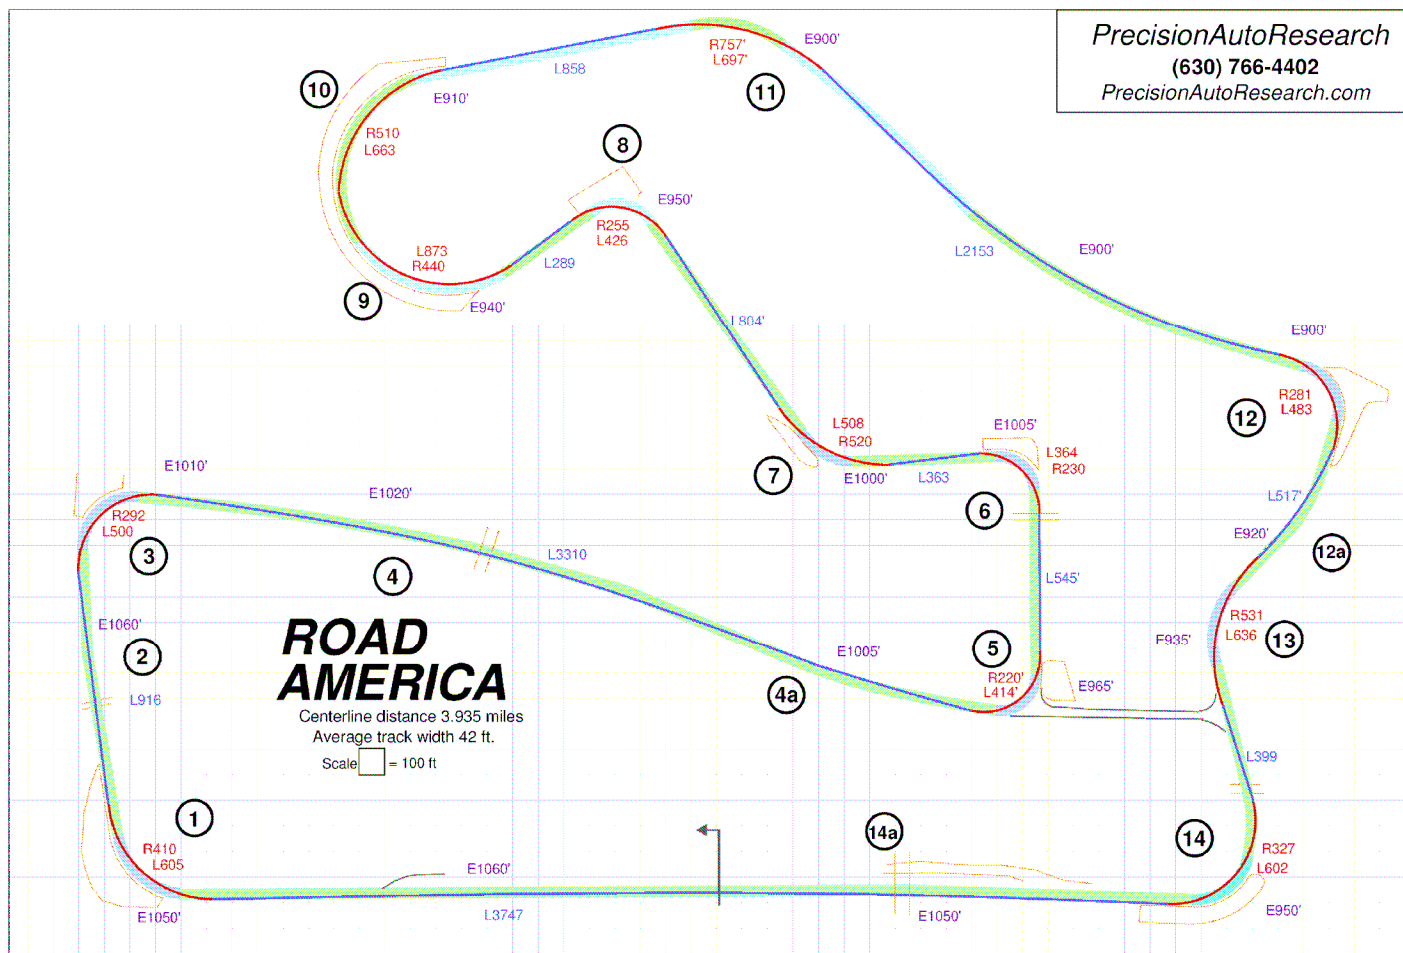 PrecisionAutoResearch
(630) 766-4402
PrecisionAutoResearch.com
R757'
L697'
E900'
11
L858
10
E910'
R510
L663
8
E950'
R255
L426
L873
R440
L289
9
E940'
L2153
E900'
L804'
E900'
R281
L483
12
L508
R520
E1005'
L364
R230
7
E1000'
L363
6
L517'
E920'
12a
E1010'
E1020'
R292
L500
3
4
L3310
L545'
E1060'
2
L916
ROAD
AMERICA
Centerline distance 3.935 miles
Average track width 42 ft.
Scale = 100 ft
E1005'
4a
5
R220'
L414'
E965'
E935'
R531
L636
13
L399
1
R410
L605
E1050'
E1060'
L3747
14a
E1050'
14
R327
L602
E950'